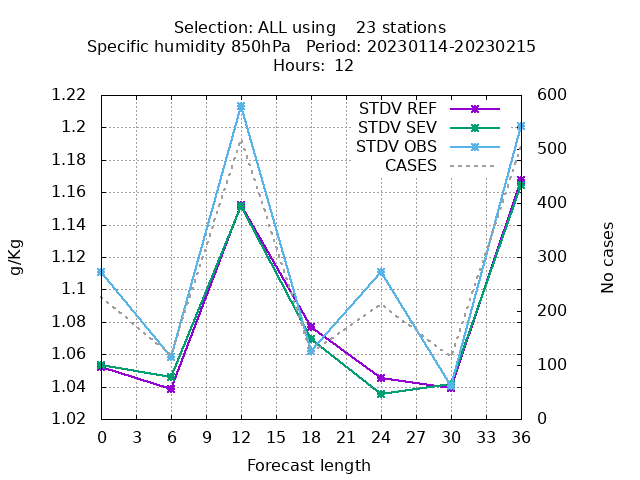 Selection: ALL using    23 stations
Specific humidity 850hPa   Period: 20230114-20230215
Hours: 12
STDV REF
STDV SEV
STDV OBS
CASES
1.22
1.2
1.18
1.16
1.14
1.12
1.1
1.08
1.06
1.04
1.02
g/Kg
600
500
400
300
200
100
0
No cases
0 3 6 9 12 15 18 21 24 27 30 33 36
Forecast length